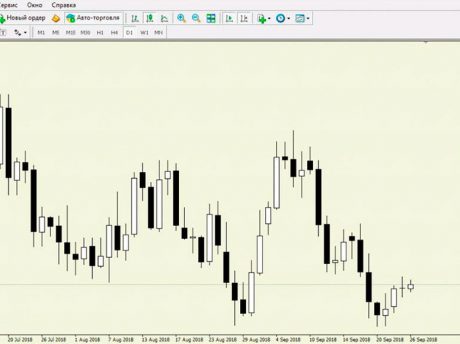 Сервис Окно Справка
Новый ордер Авто-торговля
T M1 M5 M15 M30 H1 H4 D1 W1 MN
20 Jul 2018 26 Jul 2018 1 Aug 2018 7 Aug 2018 13 Aug 2018 17 Aug 2018 23 Aug 2018 29 Aug 2018 4 Sep 2018 10 Sep 2018 14 Sep 2018 20 Sep 2018 26 Sep 2018